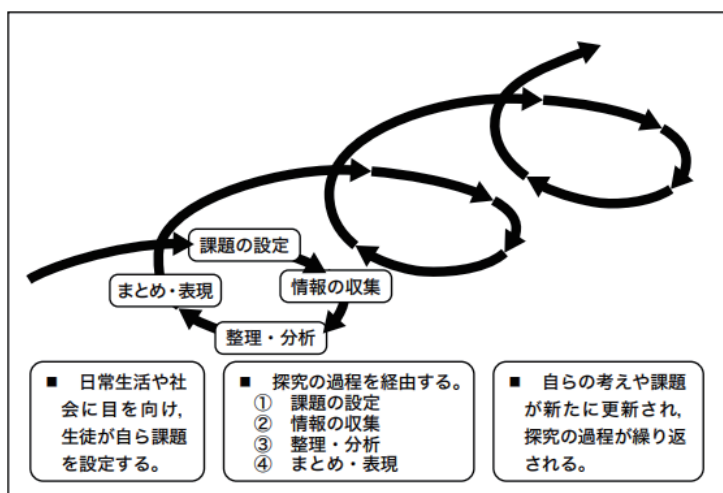 課題の設定
まとめ・表現
情報の収集
整理・分析
■ 日常生活や社
会に目を向け,
生徒が自ら課題
を設定する。
■ 探究の過程を経由する。
① 課題の設定
② 情報の収集
③ 整理・分析
④ まとめ・表現
■ 自らの考えや課題
が新たに更新され,
探究の過程が繰り返
される。